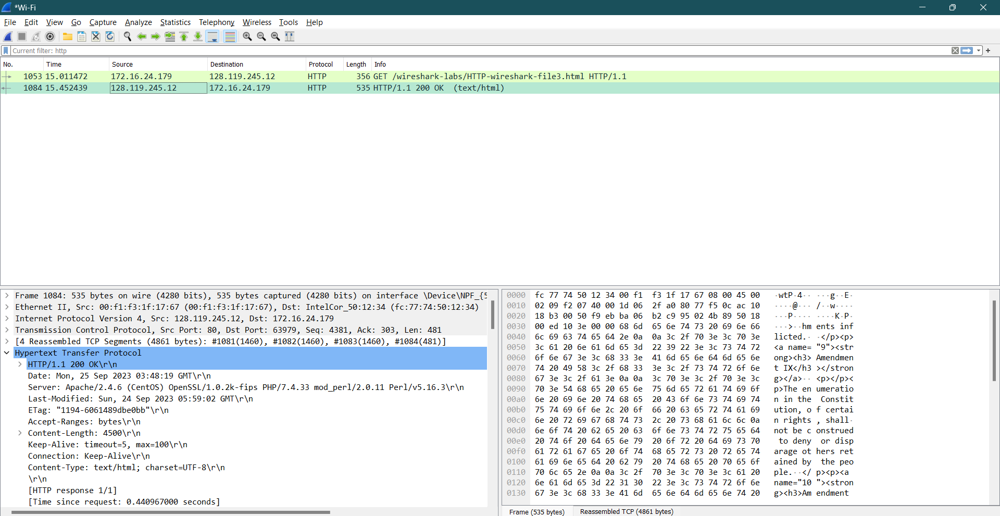 *Wi-Fi
File Edit View Go Capture Analyze Statistics Telephony Wireless Tools Help
Current filter: http
No. Time Source Destination Protocol Length Info
1053 15.011472 172.16.24.179 128.119.245.12 HTTP 356 GET /wireshark-labs/HTTP-wireshark-file3.html HTTP/1.1
1084 15.452439 128.119.245.12 172.16.24.179 HTTP 535 HTTP/1.1 200 OK (text/html)
Frame 1084: 535 bytes on wire (4280 bits), 535 bytes captured (4280 bits) on interface \Device\NPF_{5
Ethernet II, Src: 00:f1:f3:1f:17:67 (00:f1:f3:1f:17:67), Dst: IntelCor_50:12:34 (fc:77:74:50:12:34)
Internet Protocol Version 4, Src: 128.119.245.12, Dst: 172.16.24.179
Transmission Control Protocol, Src Port: 80, Dst Port: 63979, Seq: 4381, Ack: 303, Len: 481
[4 Reassembled TCP Segments (4861 bytes): #1081(1460), #1082(1460), #1083(1460), #1084(481)]
Hypertext Transfer Protocol
HTTP/1.1 200 OK\r\n
Date: Mon, 25 Sep 2023 03:48:19 GMT\r\n
Server: Apache/2.4.6 (CentOS) OpenSSL/1.0.2k-fips PHP/7.4.33 mod_perl/2.0.11 Perl/v5.16.3\r\n
Last-Modified: Sun, 24 Sep 2023 05:59:02 GMT\r\n
ETag: "1194-6061489dbe0bb"\r\n
Accept-Ranges: bytes\r\n
Content-Length: 4500\r\n
Keep-Alive: timeout=5, max=100\r\n
Connection: Keep-Alive\r\n
Content-Type: text/html; charset=UTF-8\r\n
\r\n
[HTTP response 1/1]
[Time since request: 0.440967000 seconds]
0000 fc 77 74 50 12 34 00 f1 f3 1f 17 67 08 00 45 00 ·wtP·4·· ···g··E·
0010 02 09 f2 07 40 00 1d 06 2f a0 80 77 f5 0c ac 10 ····@··· /··w····
0020 18 b3 00 50 f9 eb ba 06 b2 c9 95 02 4b 89 50 18 ···P···· ····K·P·
0030 00 ed 10 3e 00 00 68 6d 65 6e 74 73 20 69 6e 66 ···>··hm ents inf
0040 6c 69 63 74 65 64 2e 0a 0a 3c 2f 70 3e 3c 70 3e licted.· ·</p><p>
0050 3c 61 20 6e 61 6d 65 3d 22 39 22 3e 3c 73 74 72 <a name= "9"><str
0060 6f 6e 67 3e 3c 68 33 3e 41 6d 65 6e 64 6d 65 6e ong><h3> Amendmen
0070 74 20 49 58 3c 2f 68 33 3e 3c 2f 73 74 72 6f 6e t IX</h3 ></stron
0080 67 3e 3c 2f 61 3e 0a 0a 3c 70 3e 3c 2f 70 3e 3c g></a>·· <p></p><
0090 70 3e 54 68 65 20 65 6e 75 6d 65 72 61 74 69 6f p>The en umeratio
00a0 6e 20 69 6e 20 74 68 65 20 43 6f 6e 73 74 69 74 n in the Constit
00b0 75 74 69 6f 6e 2c 20 6f 66 20 63 65 72 74 61 69 ution, o f certai
00c0 6e 20 72 69 67 68 74 73 2c 20 73 68 61 6c 6c 0a n rights , shall·
00d0 6e 6f 74 20 62 65 20 63 6f 6e 73 74 72 75 65 64 not be c onstrued
00e0 20 74 6f 20 64 65 6e 79 20 6f 72 20 64 69 73 70 to deny or disp
00f0 61 72 61 67 65 20 6f 74 68 65 72 73 20 72 65 74 arage ot hers ret
0100 61 69 6e 65 64 20 62 79 20 74 68 65 20 70 65 6f ained by the peo
0110 70 6c 65 2e 0a 0a 3c 2f 70 3e 3c 70 3e 3c 61 20 ple.··</ p><p><a
0120 6e 61 6d 65 3d 22 31 30 22 3e 3c 73 74 72 6f 6e name="10 "><stron
0130 67 3e 3c 68 33 3e 41 6d 65 6e 64 6d 65 6e 74 20 g><h3>Am endment
Frame (535 bytes) Reassembled TCP (4861 bytes)